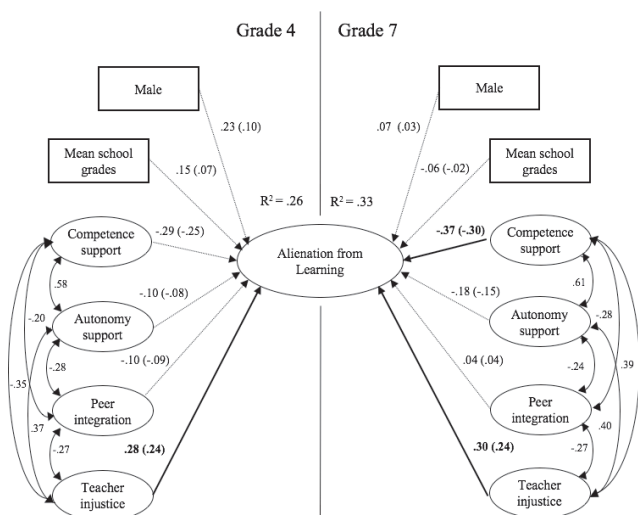 Grade 4
Grade 7
Male
Male
.23 (.10)
.07 (.03)
Mean school
grades
Mean school
grades
.15 (.07)
-.06 (-.02)
R² = .26
R² = .33
Competence
support
-.29 (-.25)
Alienation from
Learning
-.37 (-.30)
Competence
support
.58
.61
-.20
Autonomy
support
-.10 (-.08)
-.18 (-.15)
Autonomy
support
-.28
-.35
-.28
-.10 (-.09)
.04 (.04)
-.24
.39
.37
Peer
integration
Peer
integration
.40
-.27
.28 (.24)
.30 (.24)
-.27
Teacher
injustice
Teacher
injustice